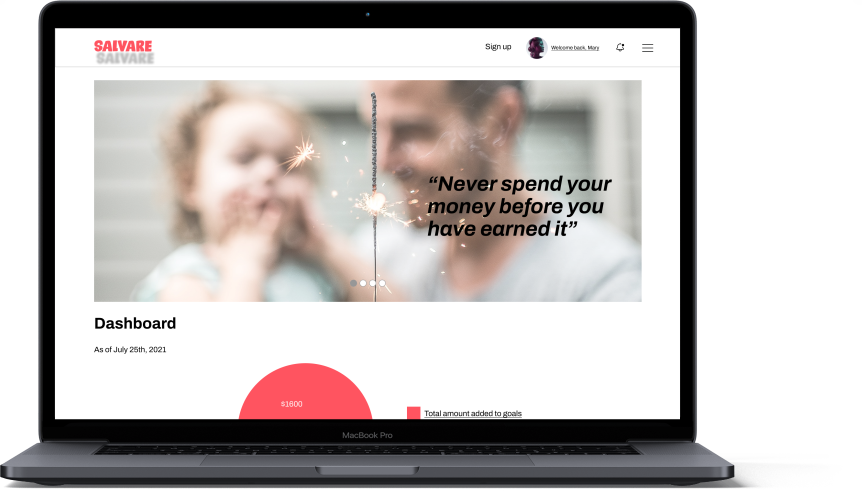 SALVARE
SALVARE
Sign up
Welcome back, Mary
“Never spend your
money before you
have earned it”
Dashboard
As of July 25th, 2021
$1600
Total amount added to goals
MacBook Pro